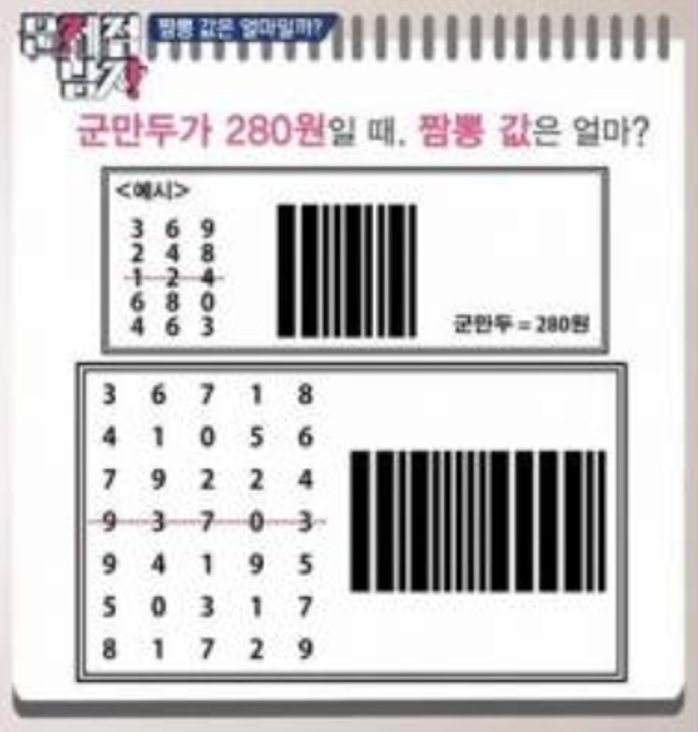 문제적
남자
짬뽕 값은 얼마일까?
군만두가 280원일 때, 짬뽕 값은 얼마?
<예시>
3 6 9
2 4 8
1 2 4
6 8 0
4 6 3
군만두 = 280원
3 6 7 1 8
4 1 0 5 6
7 9 2 2 4
9 3 7 0 3
9 4 1 9 5
5 0 3 1 7
8 1 7 2 9